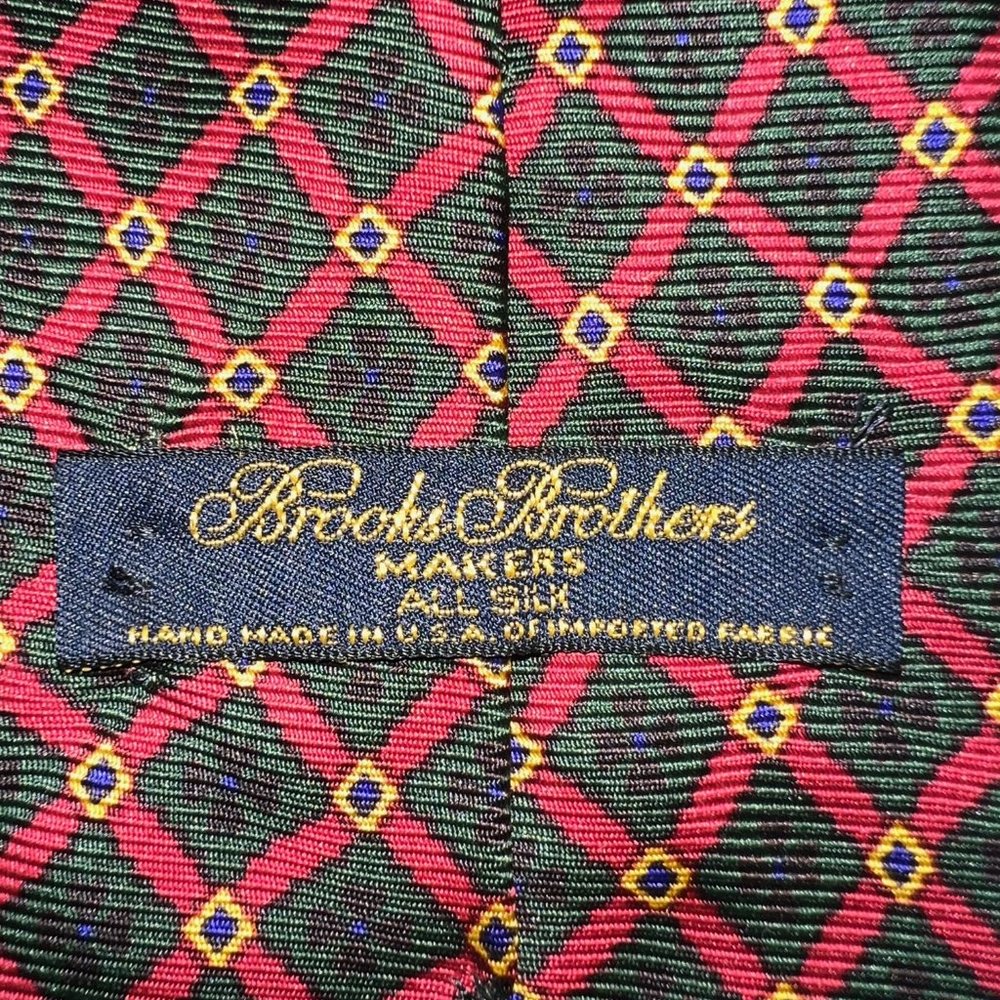 Brooks Brothers
MAKERS
ALL SILK
HAND MADE IN U.S.A. OF IMPORTED FABRIC